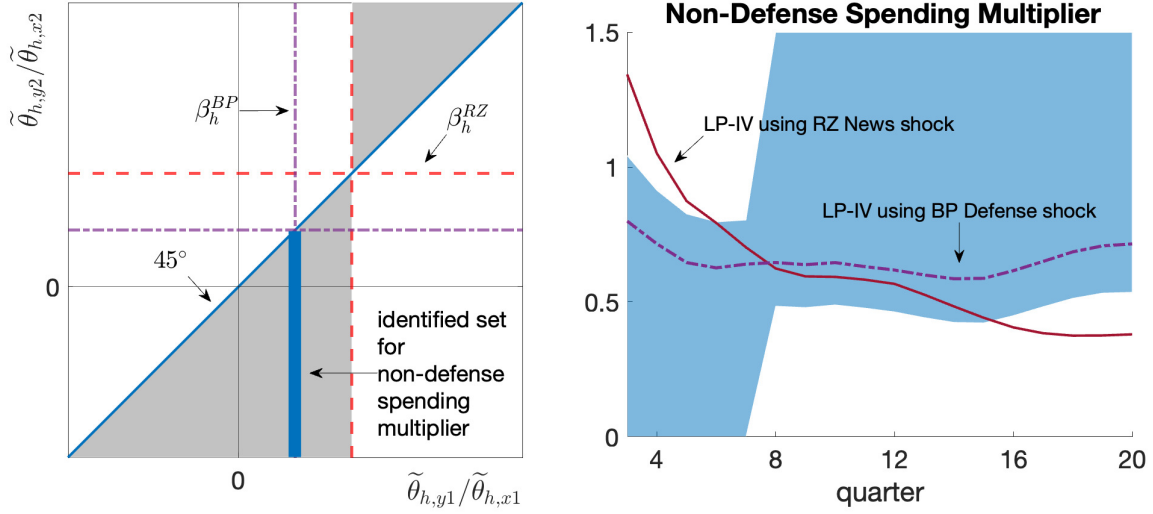 θ̃_{h,y2}/θ̃_{h,x2}
β_h^{BP}
β_h^{RZ}
45°
0
identified set
for
non-defense
spending
multiplier
0
θ̃_{h,y1}/θ̃_{h,x1}
Non-Defense Spending Multiplier
1.5
LP-IV using RZ News shock
1
LP-IV using BP Defense shock
0.5
0
4 8 12 16 20
quarter